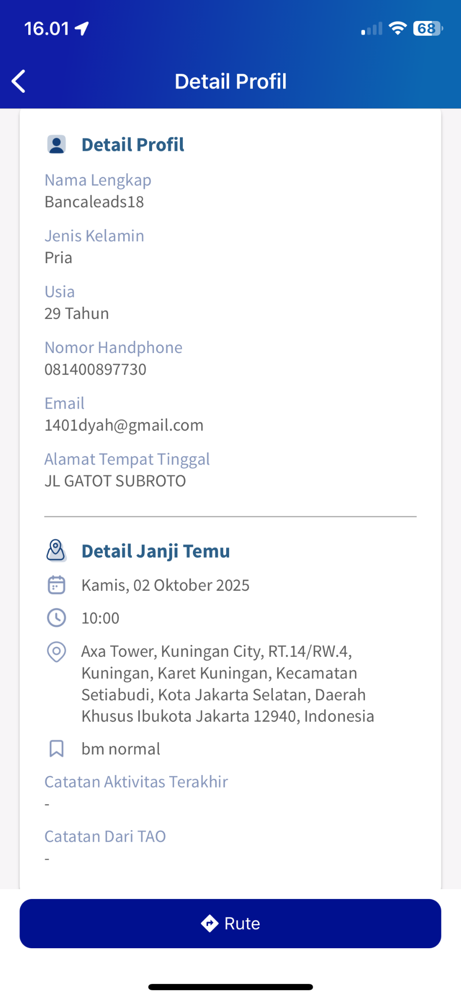 16.01
68
Detail Profil
Detail Profil
Nama Lengkap
Bancaleads18
Jenis Kelamin
Pria
Usia
29 Tahun
Nomor Handphone
081400897730
Email
1401dyah@gmail.com
Alamat Tempat Tinggal
JL GATOT SUBROTO
Detail Janji Temu
Kamis, 02 Oktober 2025
10:00
Axa Tower, Kuningan City, RT.14/RW.4,
Kuningan, Karet Kuningan, Kecamatan
Setiabudi, Kota Jakarta Selatan, Daerah
Khusus Ibukota Jakarta 12940, Indonesia
bm normal
Catatan Aktivitas Terakhir
-
Catatan Dari TAO
-
Rute